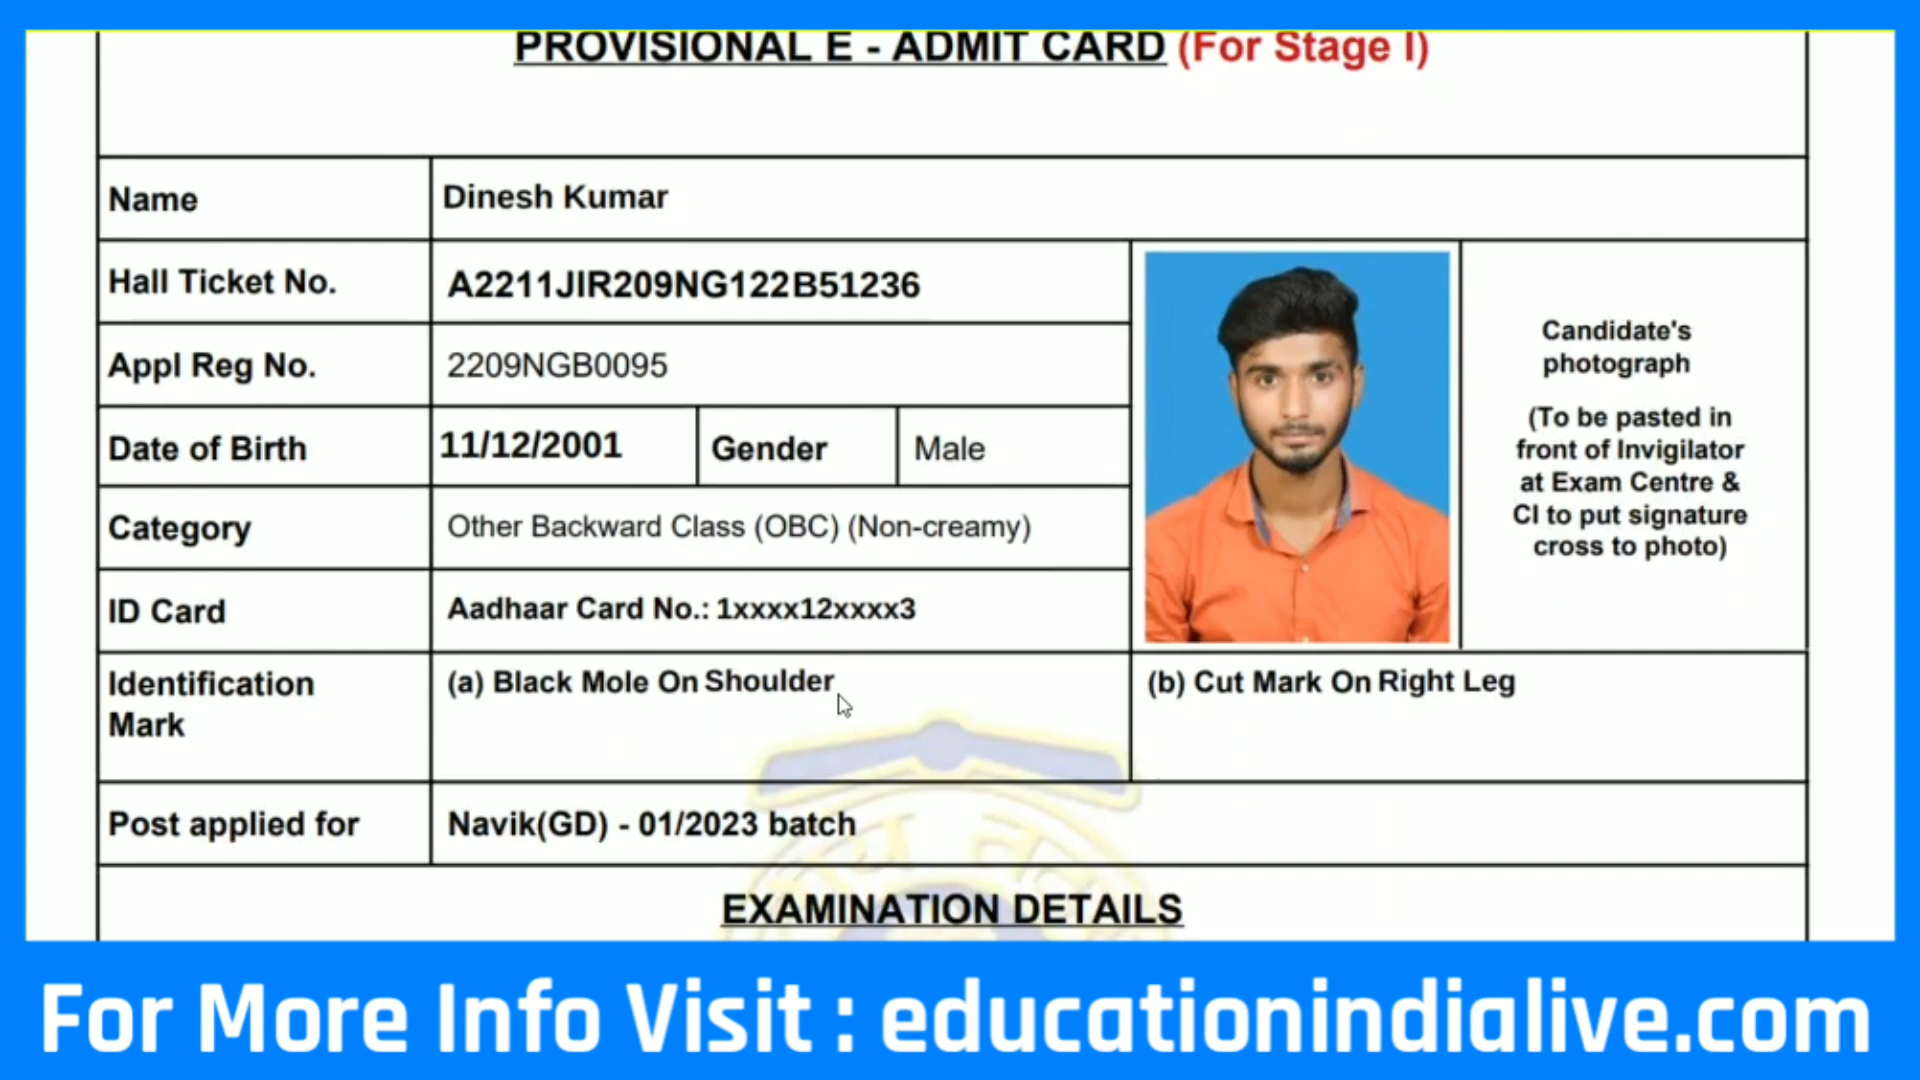 PROVISIONAL E - ADMIT CARD (For Stage I)
Name
Dinesh Kumar
Hall Ticket No.
A2211JIR209NG122B51236
Appl Reg No.
2209NGB0095
Date of Birth
11/12/2001
Gender
Male
Category
Other Backward Class (OBC) (Non-creamy)
ID Card
Aadhaar Card No.: 1xxxx12xxxx3
Candidate's
photograph
(To be pasted in
front of Invigilator
at Exam Centre &
CI to put signature
cross to photo)
Identification
Mark
(a) Black Mole On Shoulder
(b) Cut Mark On Right Leg
Post applied for
Navik(GD) - 01/2023 batch
EXAMINATION DETAILS
For More Info Visit : educationindialive.com